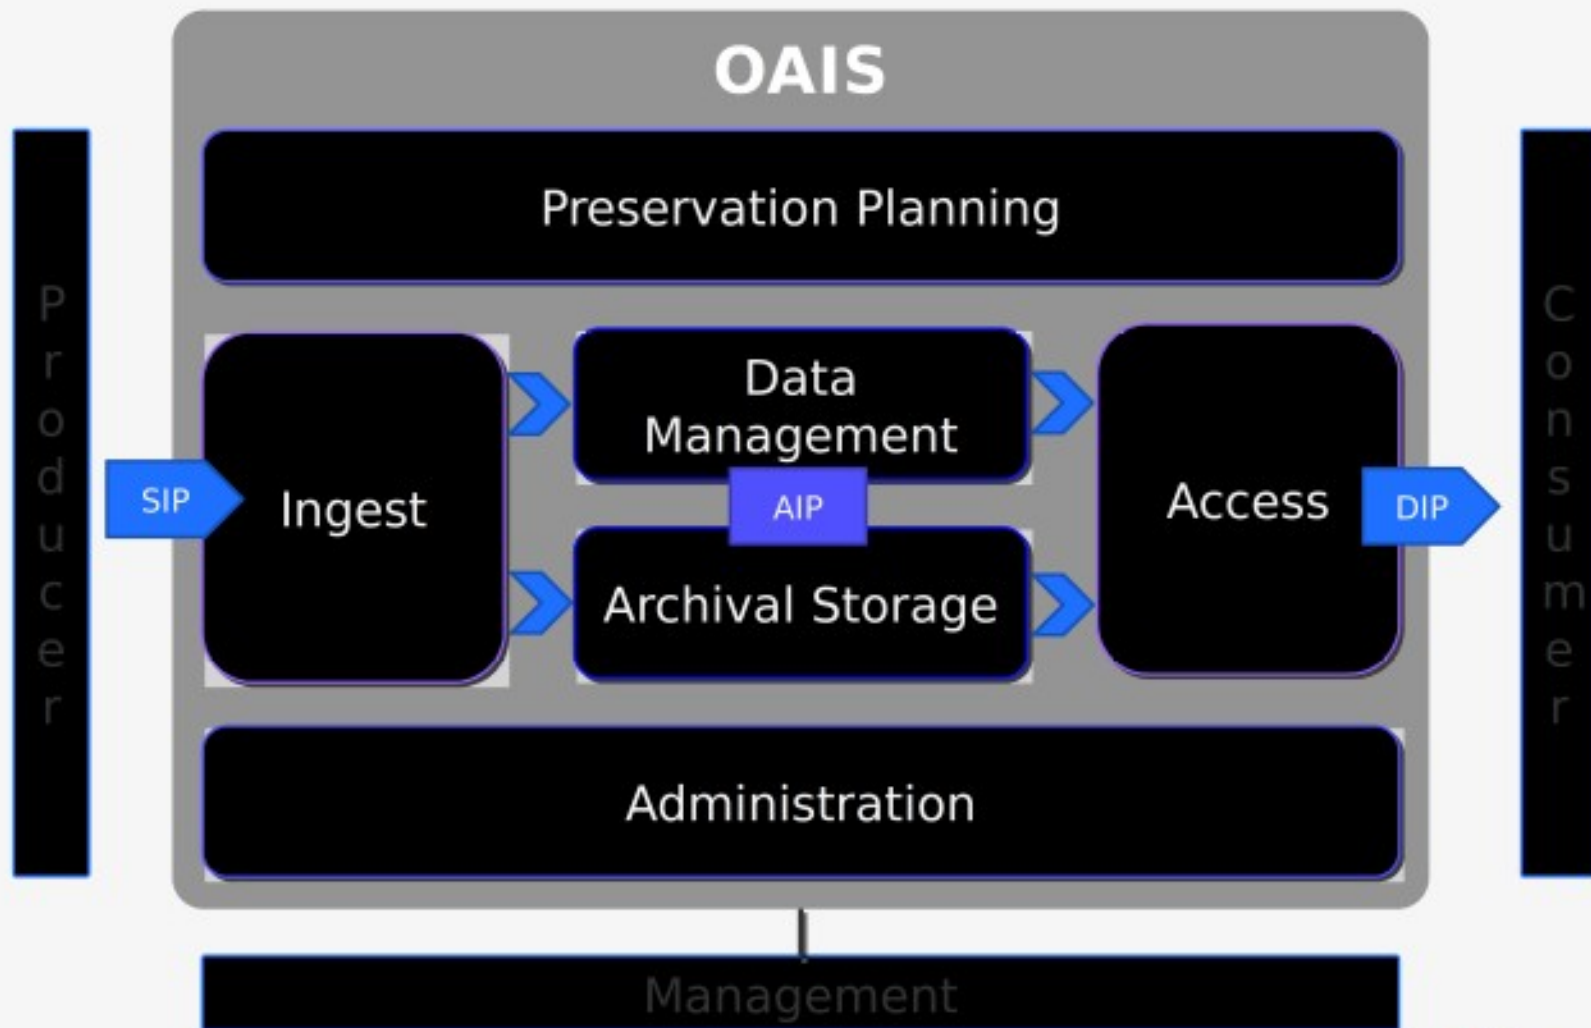 OAIS
Preservation Planning
Producer
SIP
Ingest
Data
Management
AIP
Archival Storage
Access
DIP
Consumer
Administration
Management